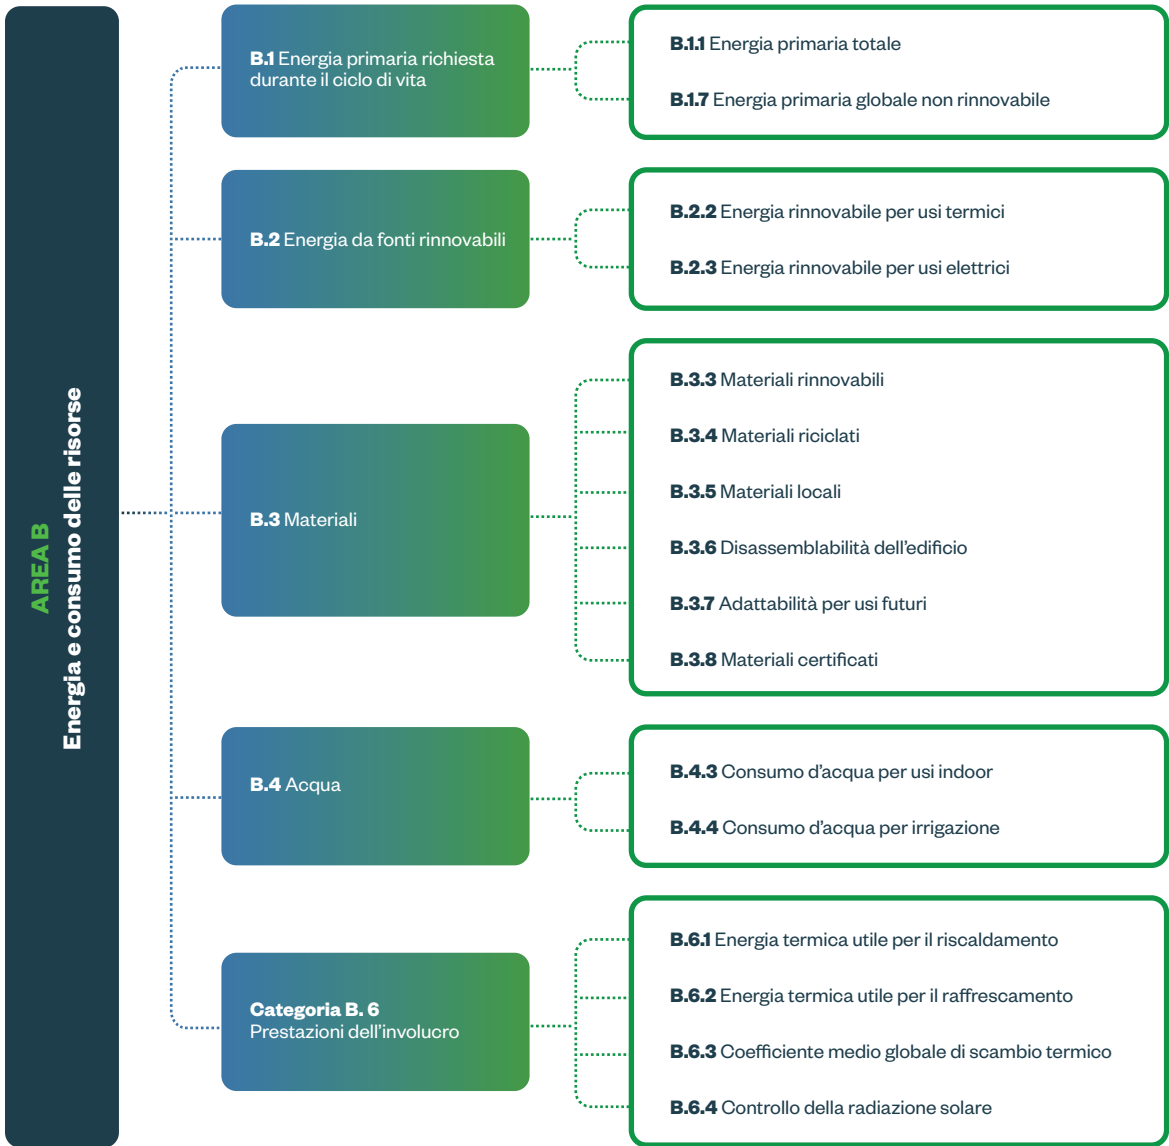 AREA B
Energia e consumo delle risorse
B.1 Energia primaria richiesta
durante il ciclo di vita
B.1.1 Energia primaria totale
B.1.7 Energia primaria globale non rinnovabile
B.2 Energia da fonti rinnovabili
B.2.2 Energia rinnovabile per usi termici
B.2.3 Energia rinnovabile per usi elettrici
B.3 Materiali
B.3.3 Materiali rinnovabili
B.3.4 Materiali riciclati
B.3.5 Materiali locali
B.3.6 Disassemblabilità dell’edificio
B.3.7 Adattabilità per usi futuri
B.3.8 Materiali certificati
B.4 Acqua
B.4.3 Consumo d’acqua per usi indoor
B.4.4 Consumo d’acqua per irrigazione
Categoria B. 6
Prestazioni dell’involucro
B.6.1 Energia termica utile per il riscaldamento
B.6.2 Energia termica utile per il raffrescamento
B.6.3 Coefficiente medio globale di scambio termico
B.6.4 Controllo della radiazione solare